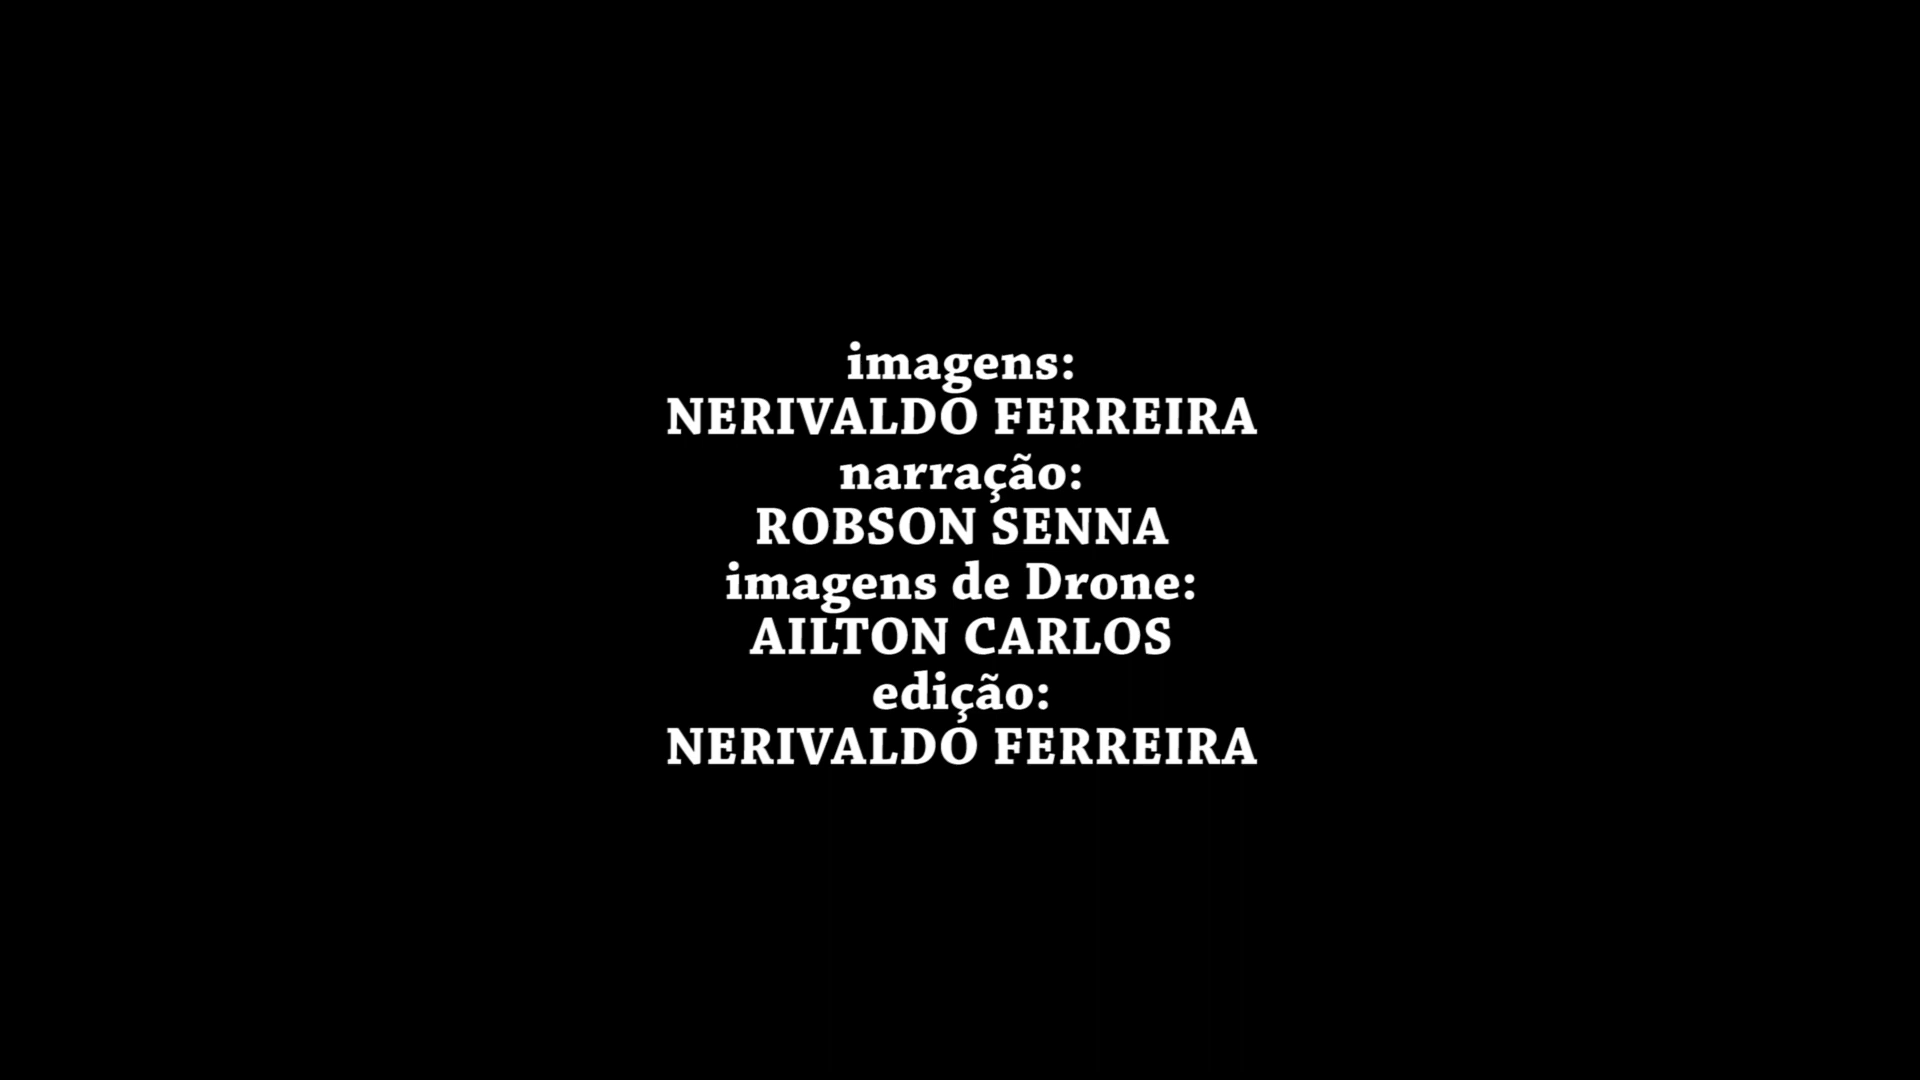 imagens:
NERIVALDO FERREIRA
narração:
ROBSON SENNA
imagens de Drone:
AILTON CARLOS
edição:
NERIVALDO FERREIRA